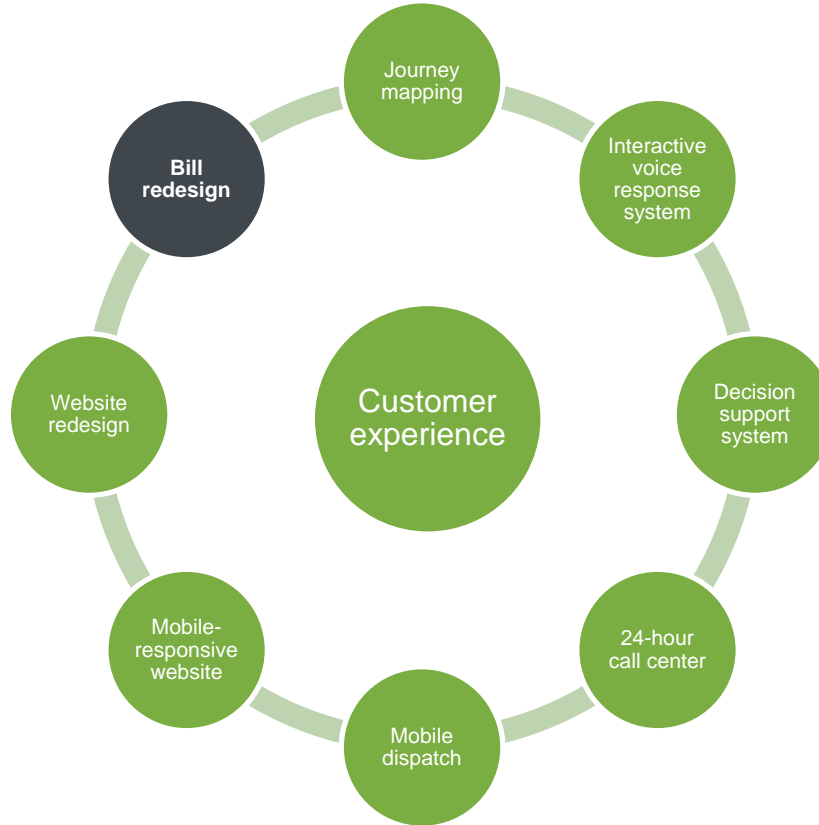 Journey
mapping
Interactive
voice
response
system
Decision
support
system
24-hour
call center
Mobile
dispatch
Mobile-
responsive
website
Website
redesign
Bill
redesign
Customer
experience